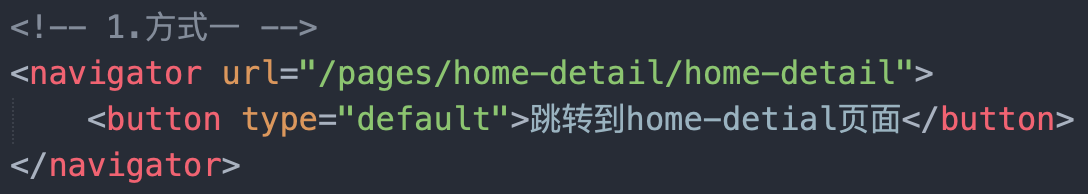 <!-- 1.方式一 -->
<navigator url="/pages/home-detail/home-detail">
<button type="default">跳转到home-detial页面</button>
</navigator>